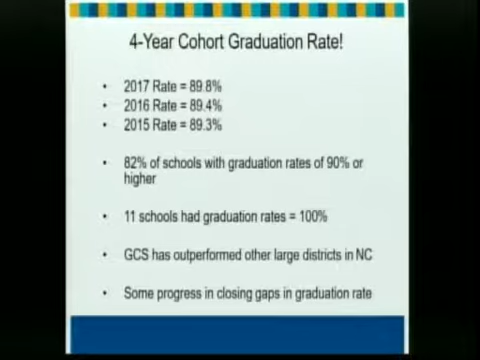 4-Year Cohort Graduation Rate!
• 2017 Rate = 89.8%
• 2016 Rate = 89.4%
• 2015 Rate = 89.3%
• 82% of schools with graduation rates of 90% or
higher
• 11 schools had graduation rates = 100%
• GCS has outperformed other large districts in NC
• Some progress in closing gaps in graduation rate